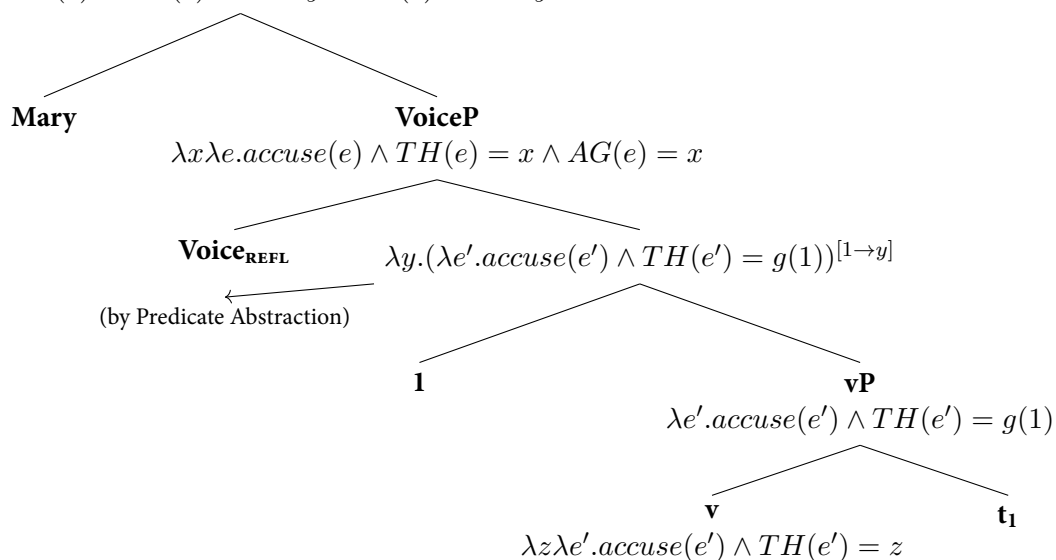 Mary
VoiceP
λxλe.accuse(e) ∧ TH(e) = x ∧ AG(e) = x
Voice_REFL
λy.(λe′.accuse(e′) ∧ TH(e′) = g(1))^[1→y]
(by Predicate Abstraction)
1
vP
λe′.accuse(e′) ∧ TH(e′) = g(1)
v
t₁
λzλe′.accuse(e′) ∧ TH(e′) = z